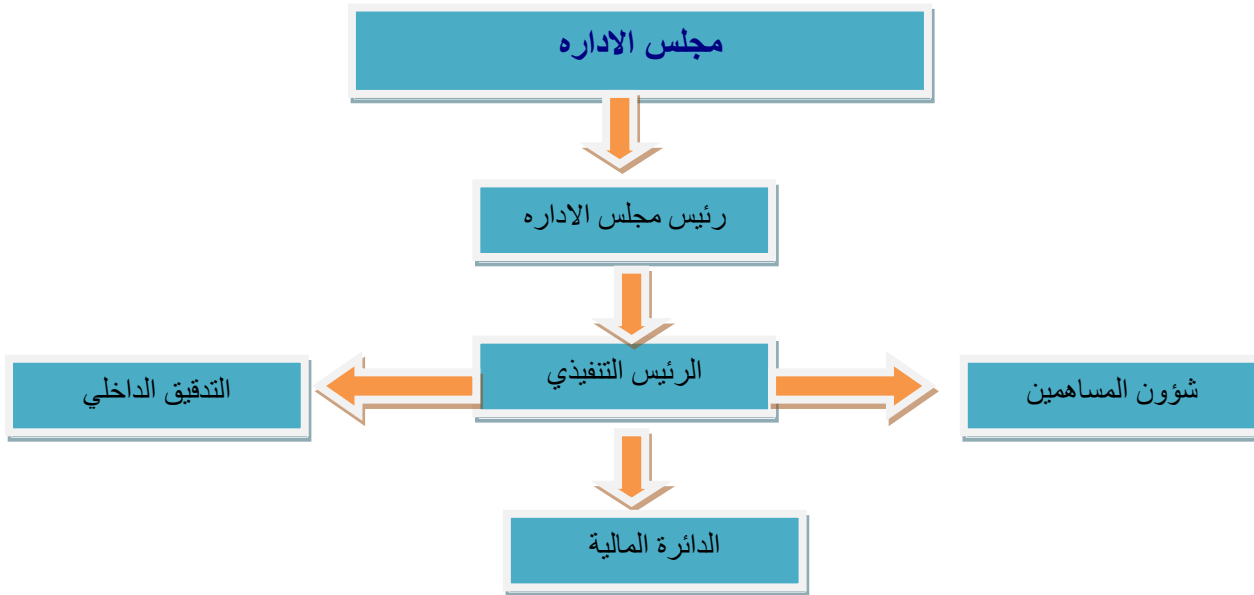 مجلس الاداره
رئيس مجلس الاداره
الرئيس التنفيذي
شؤون المساهمين
التدقيق الداخلي
الدائرة المالية